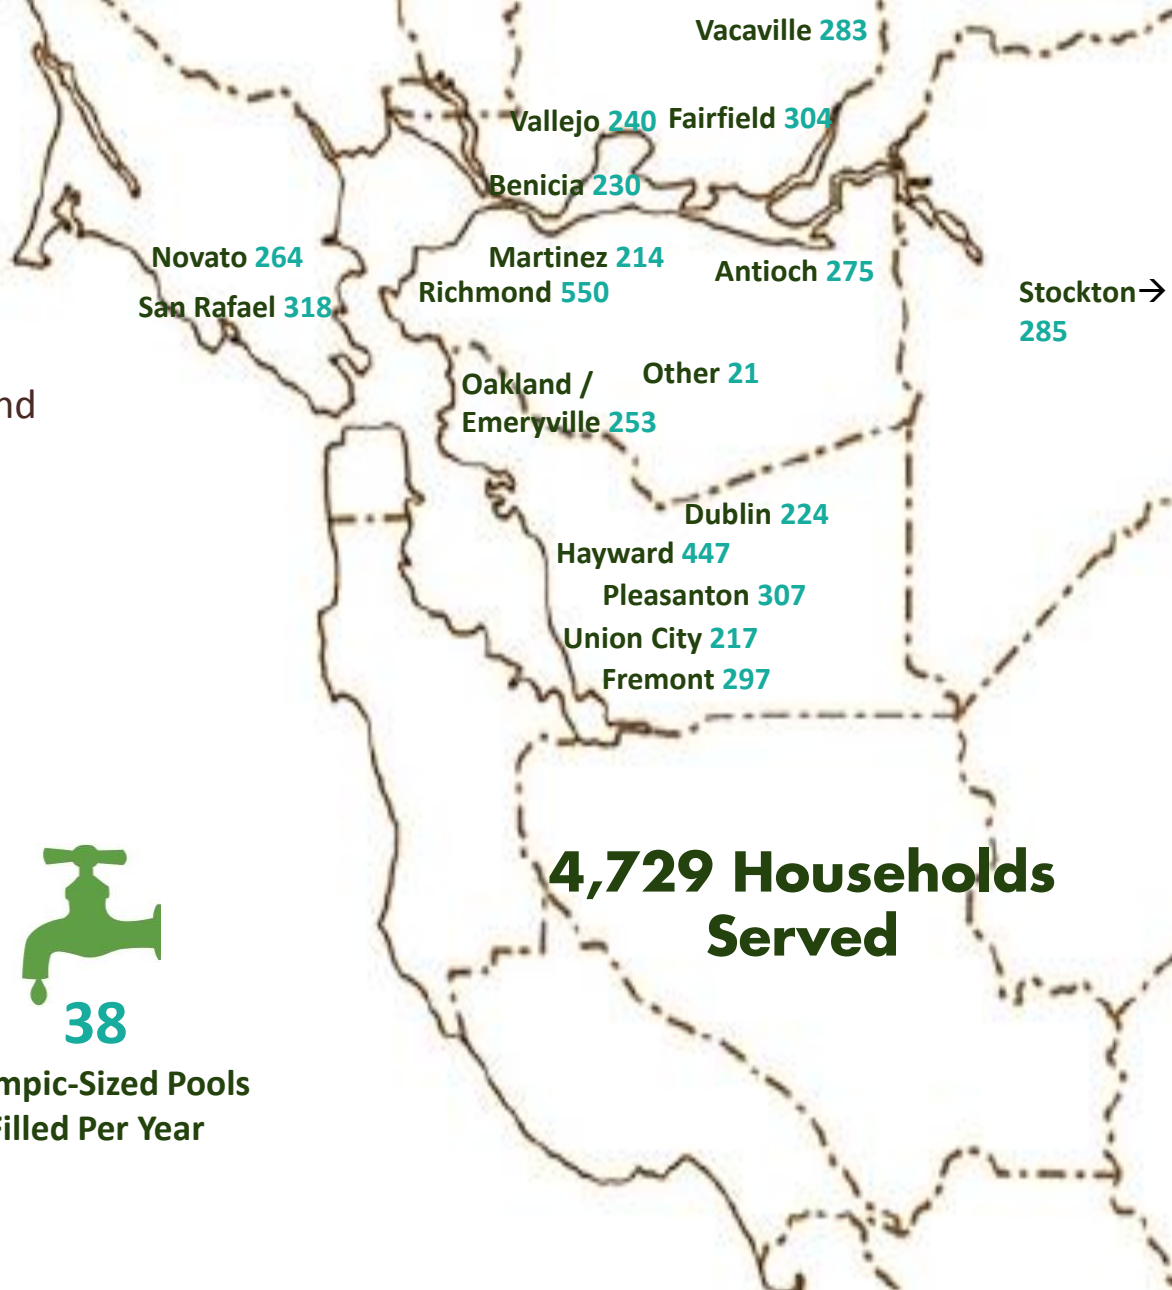 Vacaville 283
Vallejo 240 Fairfield 304
Benicia 230
Novato 264
Martinez 214
Antioch 275
San Rafael 318
Richmond 550
Stockton→
285
Other 21
Oakland /
Emeryville 253
nd
Dublin 224
Hayward 447
Pleasanton 307
Union City 217
Fremont 297
4,729 Households
Served
38
mpic-Sized Pools
Filled Per Year